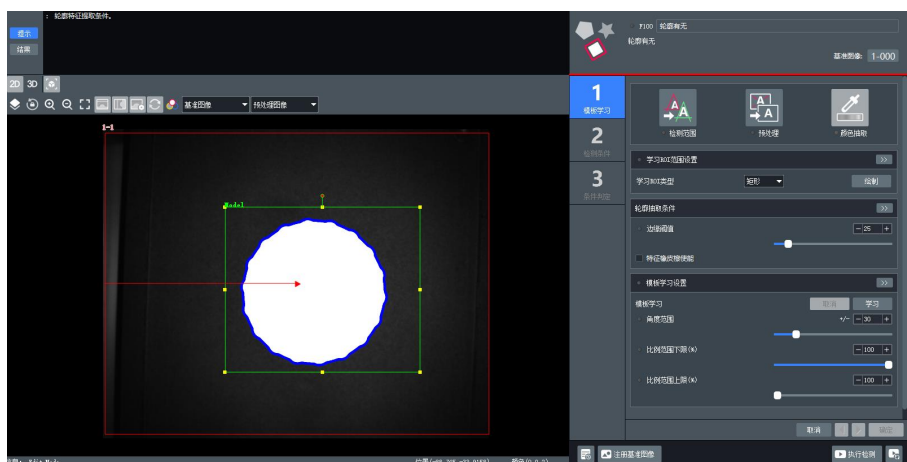 ： 轮廓特征提取条件。
提示
结果
F100 轮廓有无
轮廓有无
基准图像: 1-000
2D 3D
基准图像 预处理图像
1-1
Model
1
模板学习
2
检测条件
3
条件判定
检测范围 预处理 颜色抽取
学习ROI范围设置
学习ROI类型 矩形 绘制
轮廓抽取条件
边缘阈值 25
特征橡皮擦使能
模板学习设置
模板学习 取消 学习
角度范围 +/- 30
比例范围下限(%) 100
比例范围上限(%) 100
取消 确定
注册基准图像 执行检测